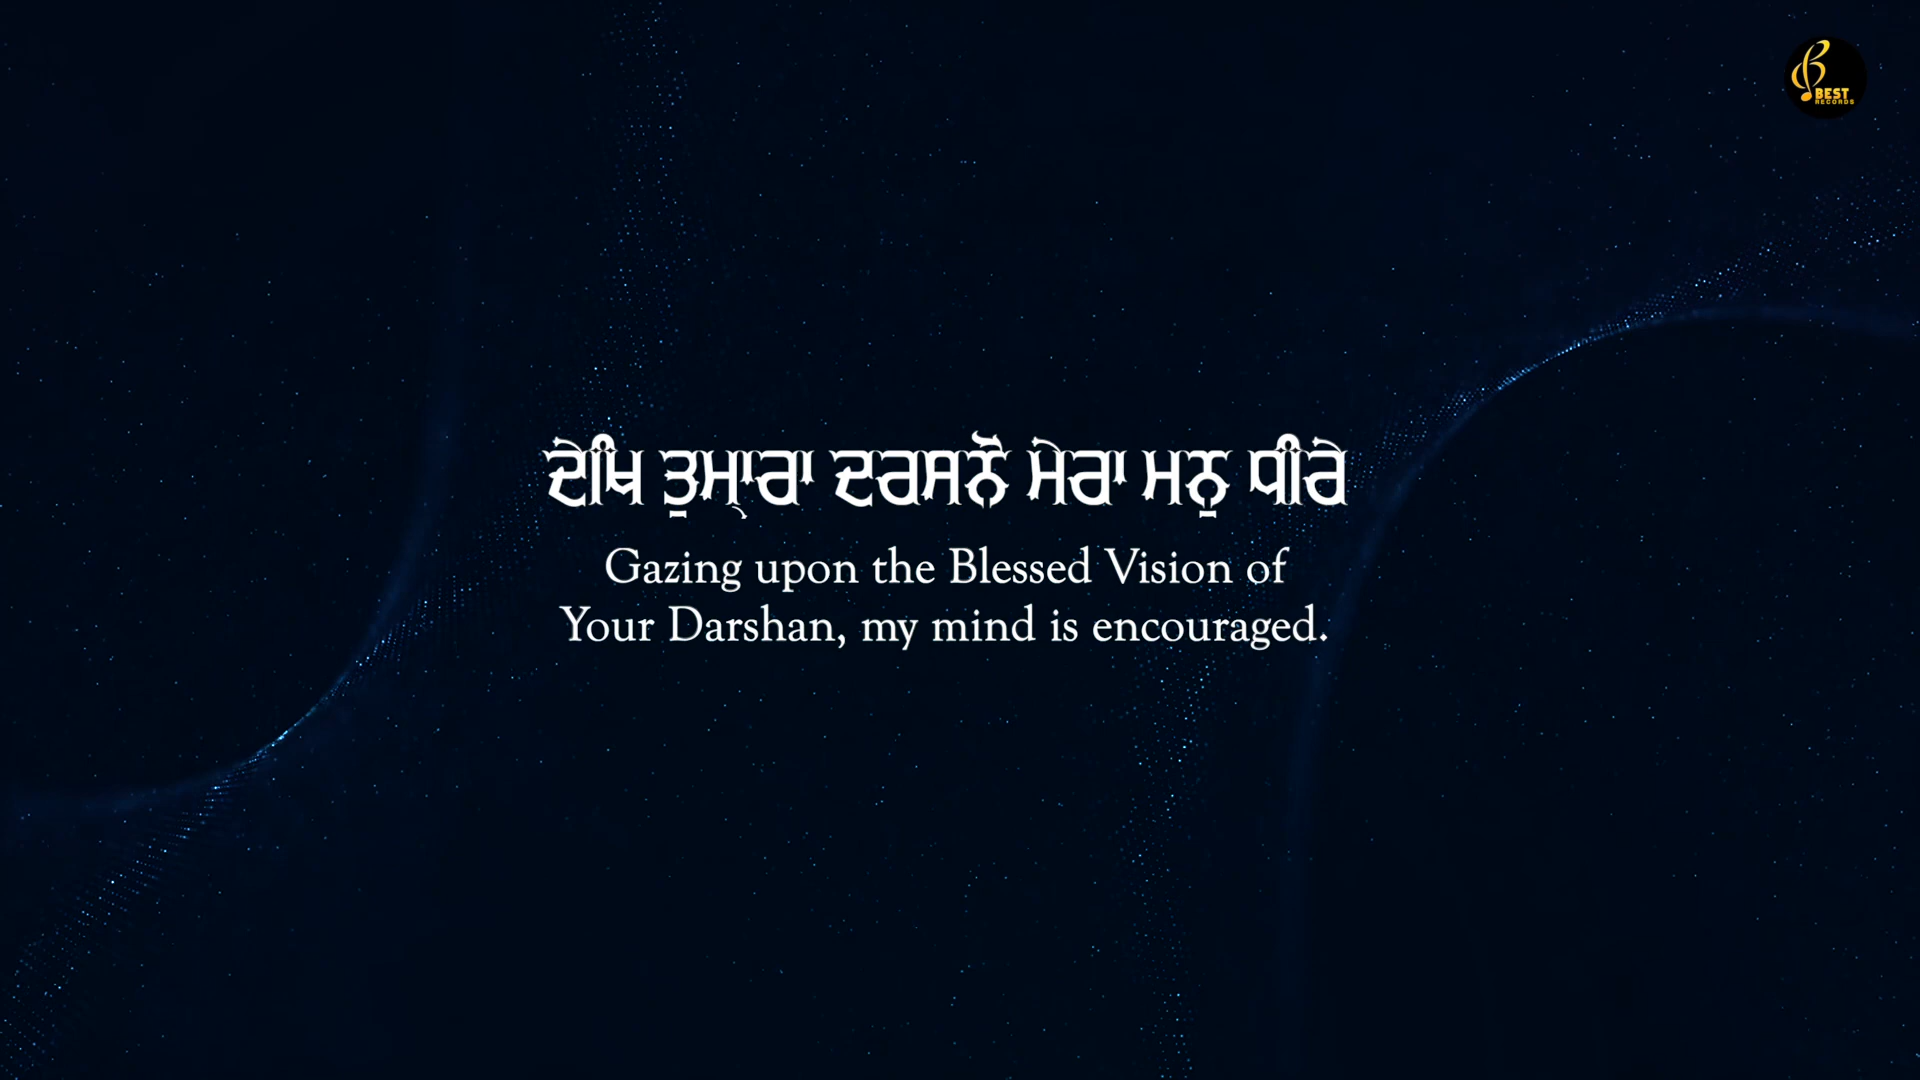 ਦੇਖਿ ਤੁਮ੍ਹਾਰਾ ਦਰਸਨੋ ਮੇਰਾ ਮਨੁ ਧੀਰੇ
Gazing upon the Blessed Vision of
Your Darshan, my mind is encouraged.
BEST
RECORDS